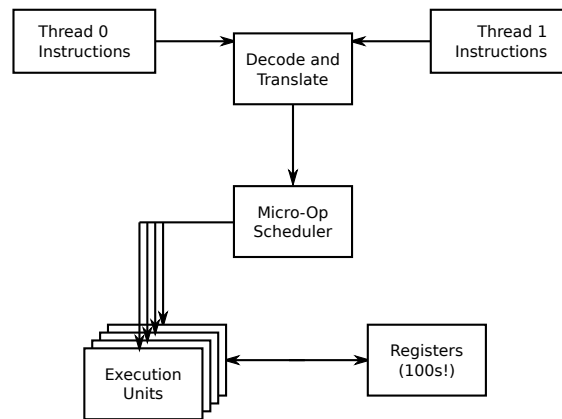 Thread 0
Instructions
Thread 1
Instructions
Decode and
Translate
Micro-Op
Scheduler
Execution
Units
Registers
(100s!)